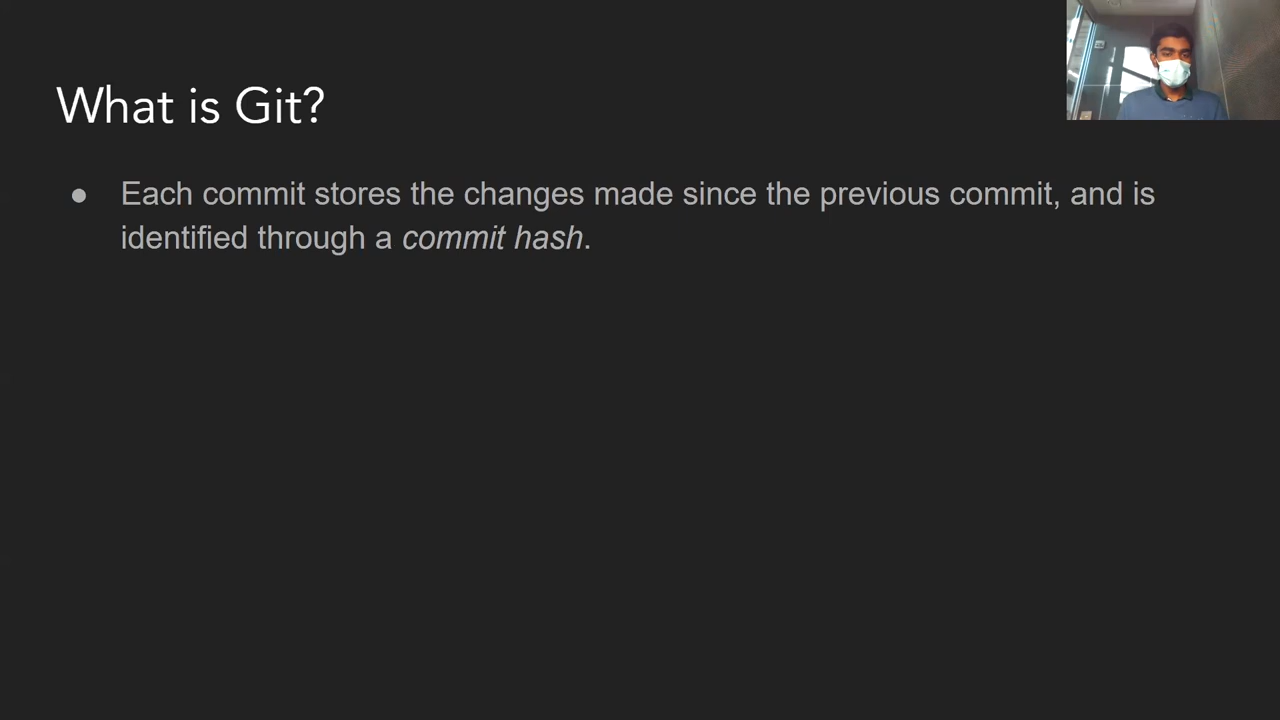 What is Git?
● Each commit stores the changes made since the previous commit, and is
identified through a commit hash.